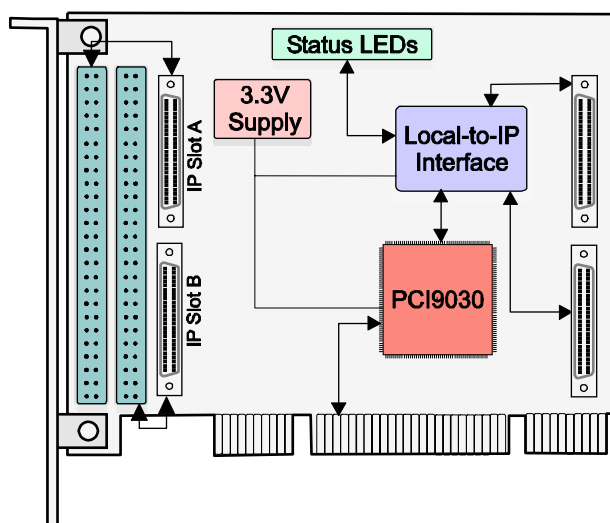 Status LEDs
3.3V
Supply
Local-to-IP
Interface
IP Slot A
IP Slot B
PCI9030